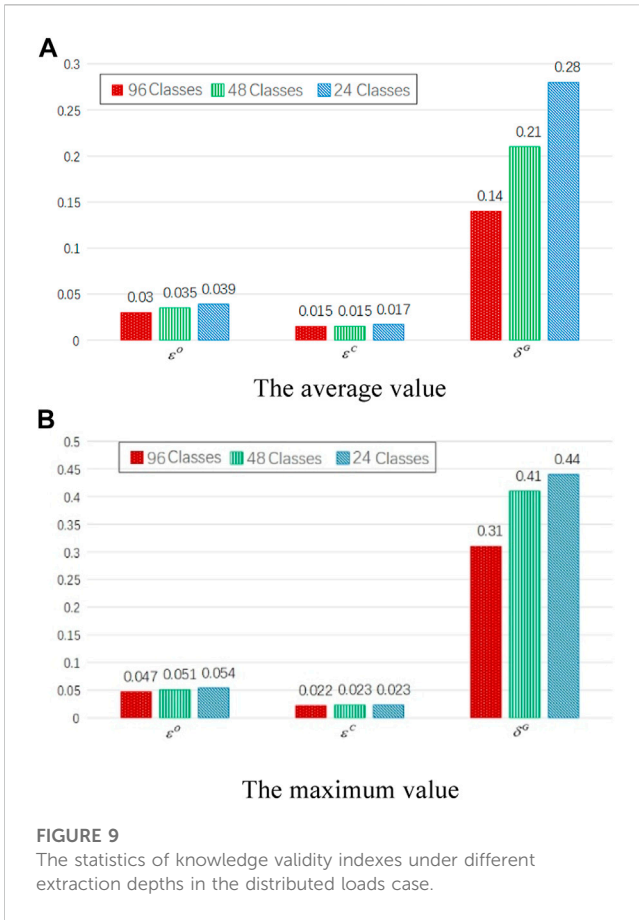 A
0.3
0.28
96 Classes 48 Classes 24 Classes
0.25
0.21
0.2
0.15
0.14
0.1
0.05
0.03 0.035 0.039
0.015 0.015 0.017
0
εᴼ εᶜ δᴳ
The average value
B
0.5
96 Classes 48 Classes 24 Classes
0.45
0.44
0.41
0.4
0.35
0.31
0.3
0.25
0.2
0.15
0.1
0.05
0.047 0.051 0.054
0.022 0.023 0.023
0
εᴼ εᶜ δᴳ
The maximum value
FIGURE 9
The statistics of knowledge validity indexes under different
extraction depths in the distributed loads case.